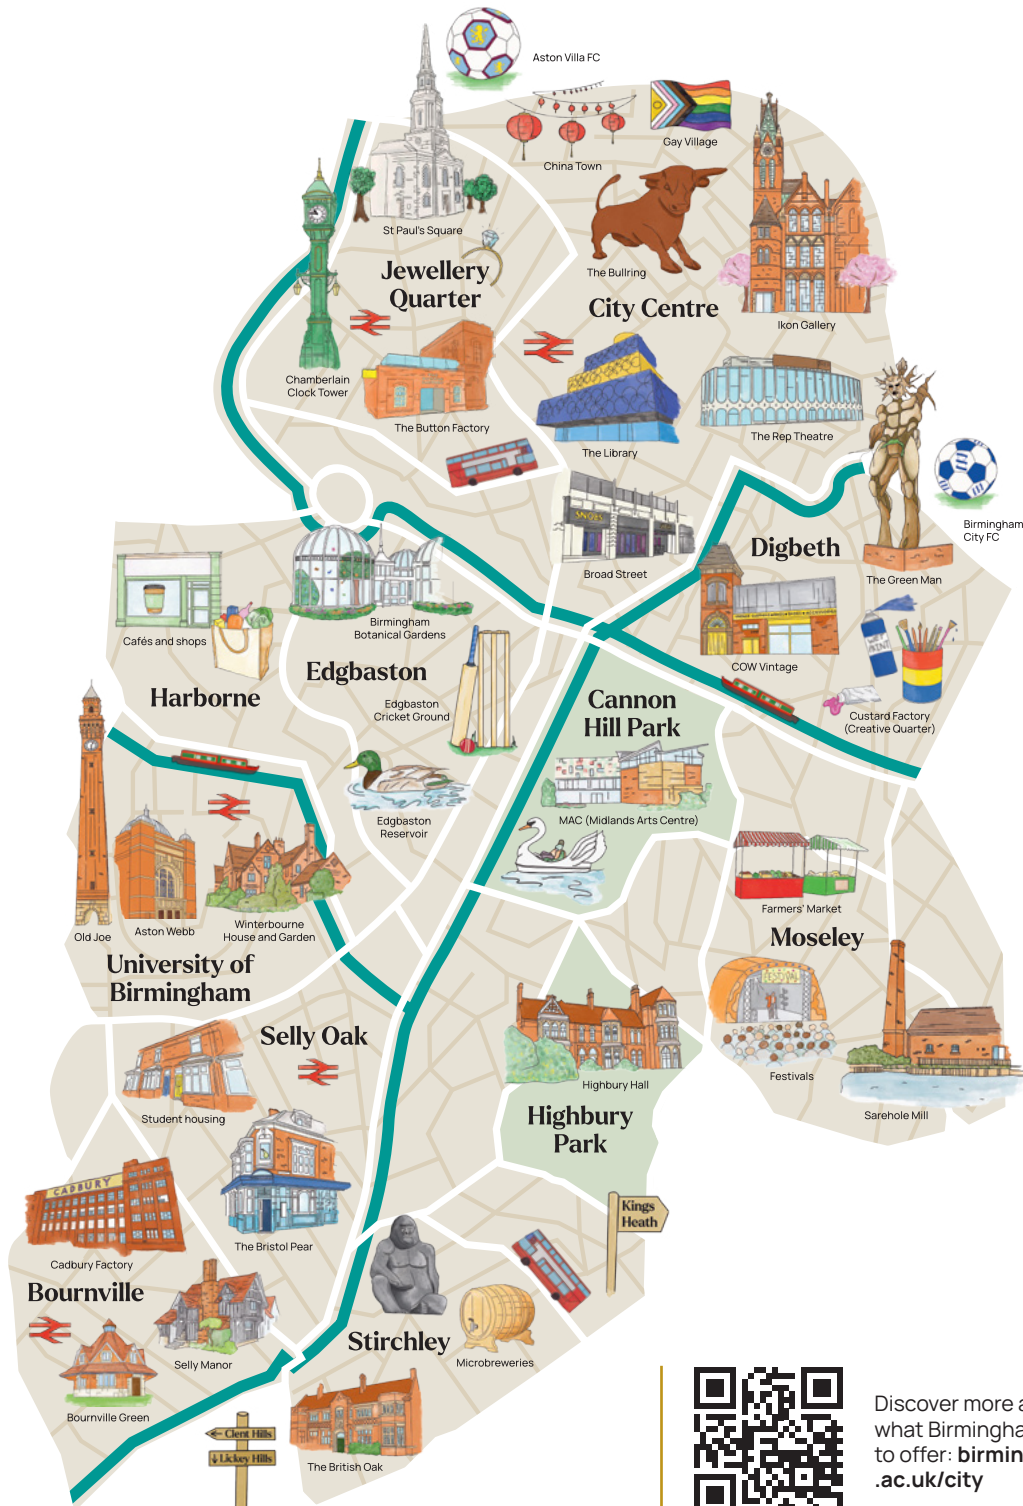 Aston Villa FC
Gay Village
China Town
St Paul's Square
The Bullring
Jewellery
Quarter
City Centre
Ikon Gallery
Chamberlain
Clock Tower
The Button Factory
The Library
The Rep Theatre
SNOBS
Broad Street
Digbeth
Birmingham
City FC
The Green Man
Cafés and shops
Birmingham
Botanical Gardens
Harborne
Edgbaston
Edgbaston
Cricket Ground
COW Vintage
WET
PAINT
Custard Factory
(Creative Quarter)
Cannon
Hill Park
MAC (Midlands Arts Centre)
Edgbaston
Reservoir
Farmers' Market
Moseley
Old Joe
Aston Webb
Winterbourne
House and Garden
University of
Birmingham
FESTIVAL
Festivals
Sarehole Mill
Selly Oak
Student housing
Highbury Hall
Highbury
Park
CADBURY
Cadbury Factory
The Bristol Pear
Kings
Heath
Bournville
Selly Manor
Bournville Green
Stirchley
Microbreweries
Clent Hills
Lickey Hills
The British Oak
Discover more a
what Birmingha
to offer: birmin
.ac.uk/city